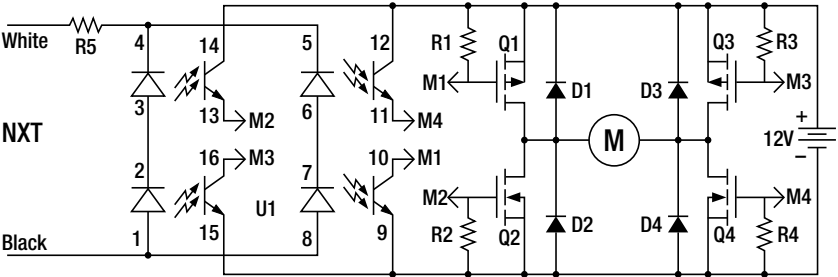 White
R5
4
14
5
12
R1
Q1
Q3
R3
M1
D1
D3
M3
3
13
M2
6
11
M4
NXT
M
12V
+
−
2
16
M3
7
10
M1
U1
M2
M4
1
15
8
9
R2
Q2
D2
D4
Q4
R4
Black